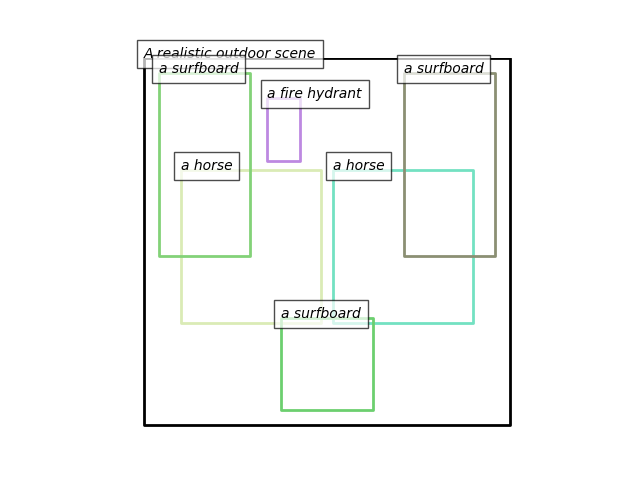 A realistic outdoor scene
a surfboard
a surfboard
a fire hydrant
a horse
a horse
a surfboard